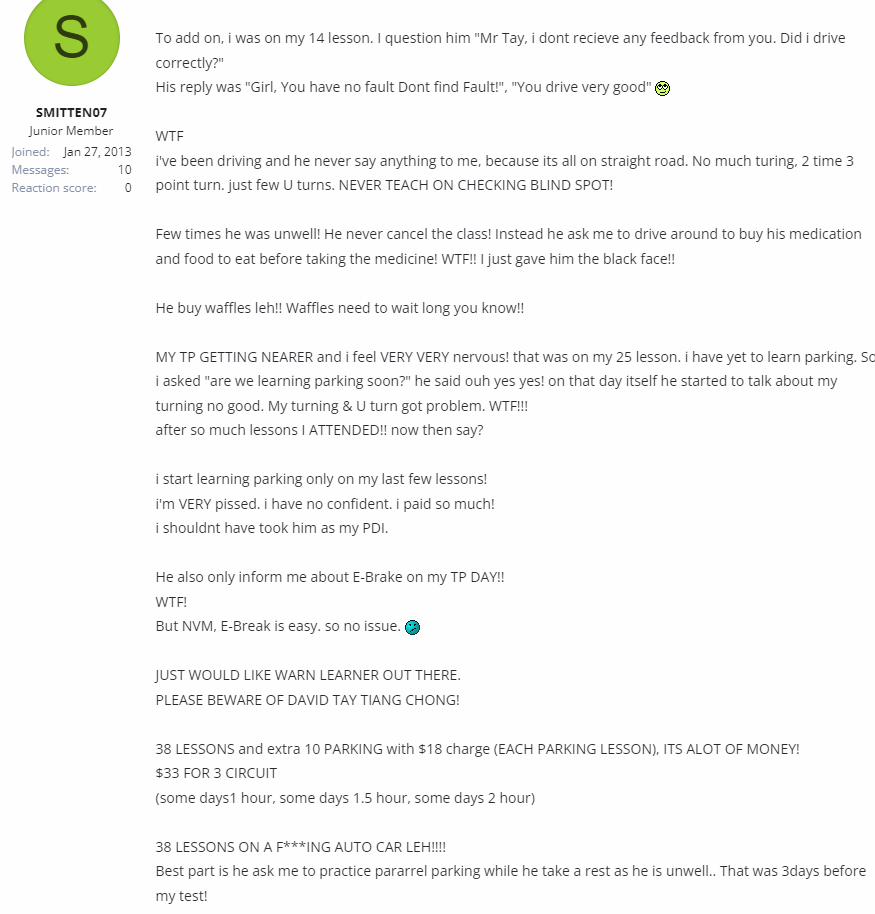 S
SMITTEN07
Junior Member
Joined: Jan 27, 2013
Messages: 10
Reaction score: 0
To add on, i was on my 14 lesson. I question him "Mr Tay, i dont recieve any feedback from you. Did i drive
correctly?"
His reply was "Girl, You have no fault Dont find Fault!", "You drive very good"
WTF
i've been driving and he never say anything to me, because its all on straight road. No much turing, 2 time 3
point turn. just few U turns. NEVER TEACH ON CHECKING BLIND SPOT!
Few times he was unwell! He never cancel the class! Instead he ask me to drive around to buy his medication
and food to eat before taking the medicine! WTF!! I just gave him the black face!!
He buy waffles leh!! Waffles need to wait long you know!!
MY TP GETTING NEARER and i feel VERY VERY nervous! that was on my 25 lesson. i have yet to learn parking. So
i asked "are we learning parking soon?" he said ouh yes yes! on that day itself he started to talk about my
turning no good. My turning & U turn got problem. WTF!!!
after so much lessons I ATTENDED!! now then say?
i start learning parking only on my last few lessons!
i'm VERY pissed. i have no confident. i paid so much!
i shouldnt have took him as my PDI.
He also only inform me about E-Brake on my TP DAY!!
WTF!
But NVM, E-Break is easy. so no issue.
JUST WOULD LIKE WARN LEARNER OUT THERE.
PLEASE BEWARE OF DAVID TAY TIANG CHONG!
38 LESSONS and extra 10 PARKING with $18 charge (EACH PARKING LESSON), ITS ALOT OF MONEY!
$33 FOR 3 CIRCUIT
(some days1 hour, some days 1.5 hour, some days 2 hour)
38 LESSONS ON A F***ING AUTO CAR LEH!!!!
Best part is he ask me to practice pararrel parking while he take a rest as he is unwell.. That was 3days before
my test!